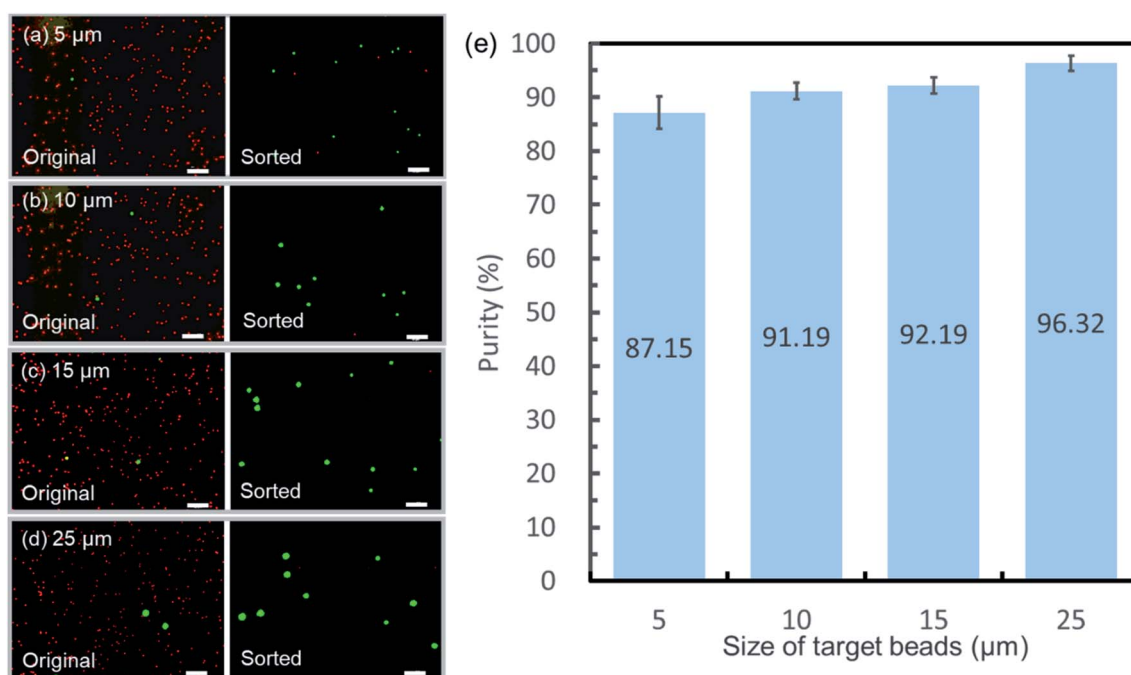 (a) 5 µm
Original
Sorted
(b) 10 µm
Original
Sorted
(c) 15 µm
Original
Sorted
(d) 25 µm
Original
Sorted
(e)
Purity (%)
100
90
80
70
60
50
40
30
20
10
0
87.15
91.19
92.19
96.32
5
10
15
25
Size of target beads (µm)